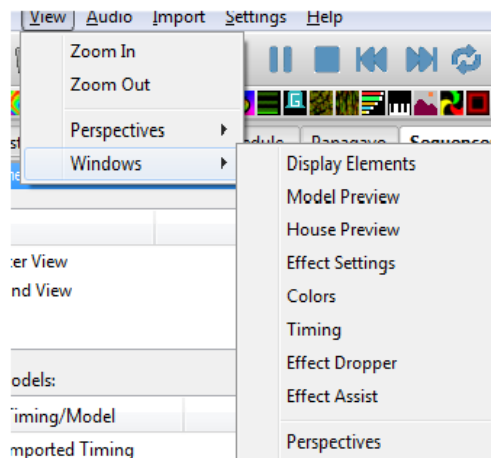 View Audio Import Settings Help
Zoom In
Zoom Out
Perspectives
Windows
Sequence
Display Elements
Model Preview
House Preview
Effect Settings
Colors
Timing
Effect Dropper
Effect Assist
Perspectives
ter View
nd View
odels:
Timing/Model
mported Timing